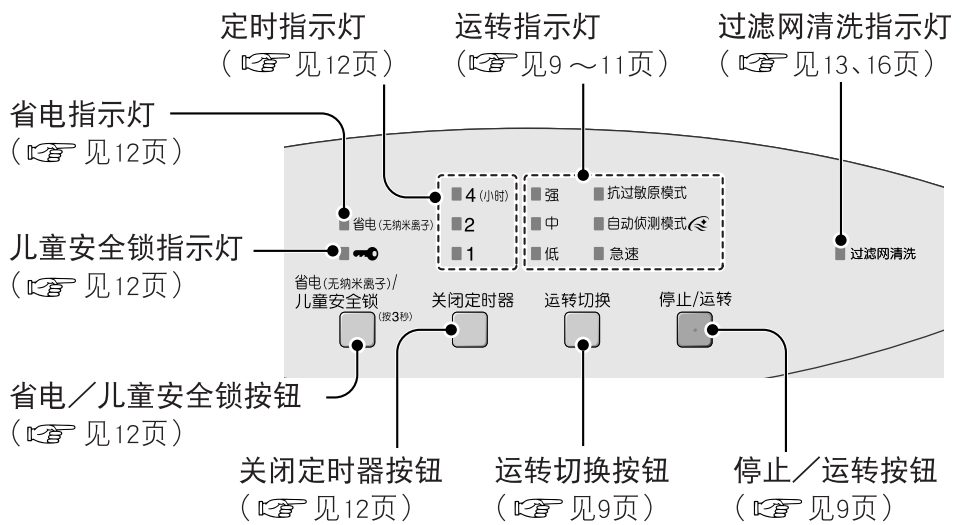 定时指示灯
（☞ 见12页）
运转指示灯
（☞ 见9～11页）
过滤网清洗指示灯
（☞ 见13、16页）
省电指示灯
（☞ 见12页）
儿童安全锁指示灯
（☞ 见12页）
省电(无纳米离子)
4(小时)
2
1
强
中
低
抗过敏原模式
自动侦测模式
急速
过滤网清洗
省电(无纳米离子)/
儿童安全锁
(按3秒)
关闭定时器
运转切换
停止/运转
省电／儿童安全锁按钮
（☞ 见12页）
关闭定时器按钮
（☞ 见12页）
运转切换按钮
（☞ 见9页）
停止／运转按钮
（☞ 见9页）